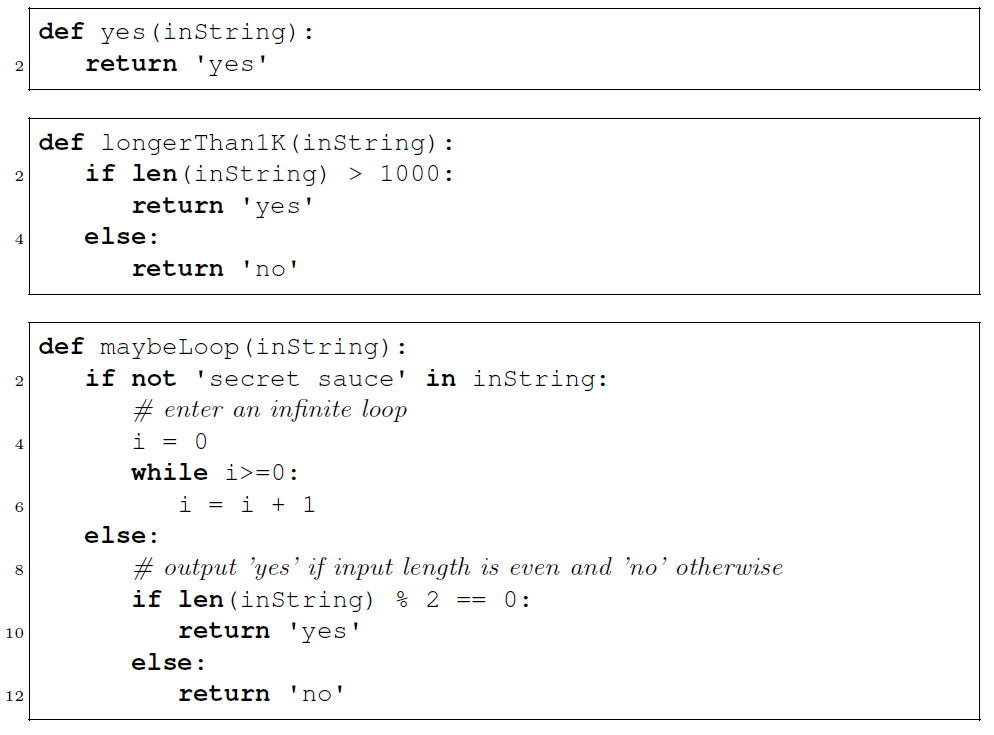 def yes(inString):
2 return 'yes'
def longerThan1K(inString):
2 if len(inString) > 1000:
return 'yes'
4 else:
return 'no'
def maybeLoop(inString):
2 if not 'secret sauce' in inString:
# enter an infinite loop
4 i = 0
while i>=0:
6 i = i + 1
else:
8 # output 'yes' if input length is even and 'no' otherwise
if len(inString) % 2 == 0:
10 return 'yes'
else:
12 return 'no'